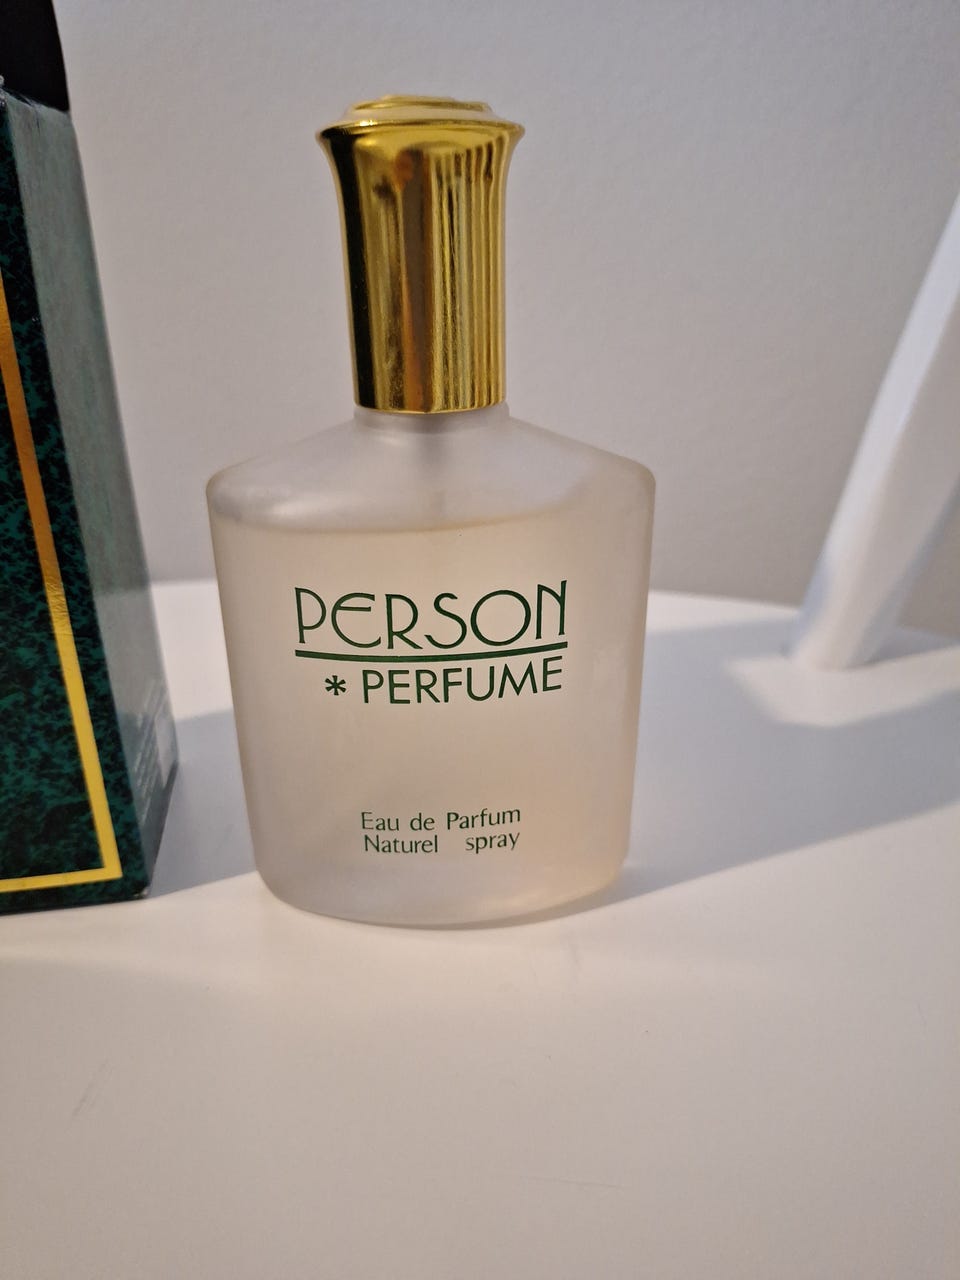 PERSON
* PERFUME
Eau de Parfum
Naturel spray